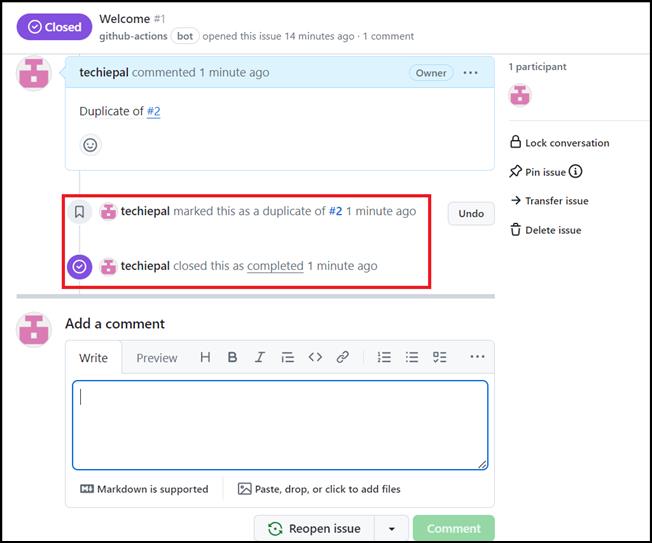 Closed
Welcome #1
github-actions bot opened this issue 14 minutes ago · 1 comment
techiepal commented 1 minute ago Owner
1 participant
Duplicate of #2
Lock conversation
Pin issue
Transfer issue
Delete issue
techiepal marked this as a duplicate of #2 1 minute ago Undo
techiepal closed this as completed 1 minute ago
Add a comment
Write Preview H B I
Markdown is supported Paste, drop, or click to add files
Reopen issue Comment